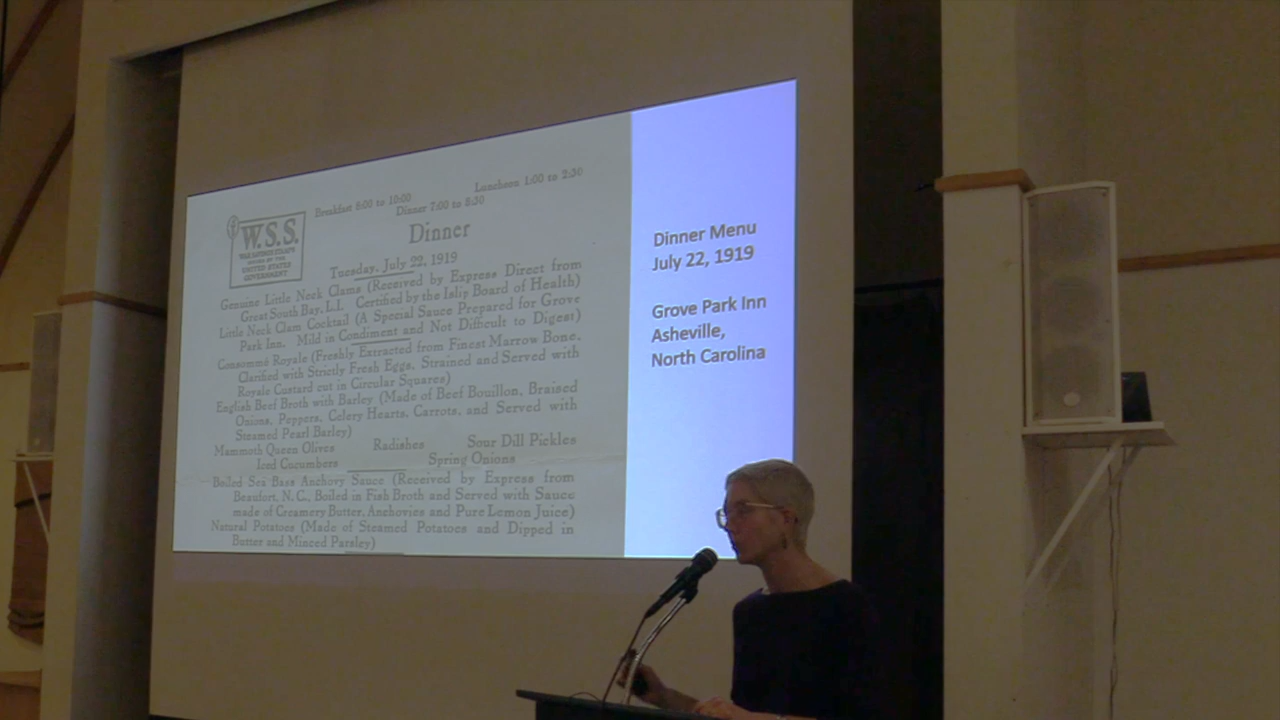 Breakfast 8:00 to 10:00 Luncheon 1:00 to 2:30
Dinner 7:00 to 8:30
W.S.S.
WAR SAVINGS STAMPS
ISSUED BY THE
UNITED STATES
GOVERNMENT
Dinner
Tuesday, July 22, 1919
Genuine Little Neck Clams (Received by Express Direct from
Great South Bay, L.I. Certified by the Islip Board of Health)
Little Neck Clam Cocktail (A Special Sauce Prepared for Grove
Park Inn. Mild in Condiment and Not Difficult to Digest)
Consommé Royale (Freshly Extracted from Finest Marrow Bone,
Clarified with Strictly Fresh Eggs, Strained and Served with
Royale Custard cut in Circular Squares)
English Beef Broth with Barley (Made of Beef Bouillon, Braised
Onions, Peppers, Celery Hearts, Carrots, and Served with
Steamed Pearl Barley)
Mammoth Queen Olives Radishes Sour Dill Pickles
Iced Cucumbers Spring Onions
Boiled Sea Bass Anchovy Sauce (Received by Express from
Beaufort, N.C., Boiled in Fish Broth and Served with Sauce
made of Creamery Butter, Anchovies and Pure Lemon Juice)
Natural Potatoes (Made of Steamed Potatoes and Dipped in
Butter and Minced Parsley)
Dinner Menu
July 22, 1919
Grove Park Inn
Asheville,
North Carolina